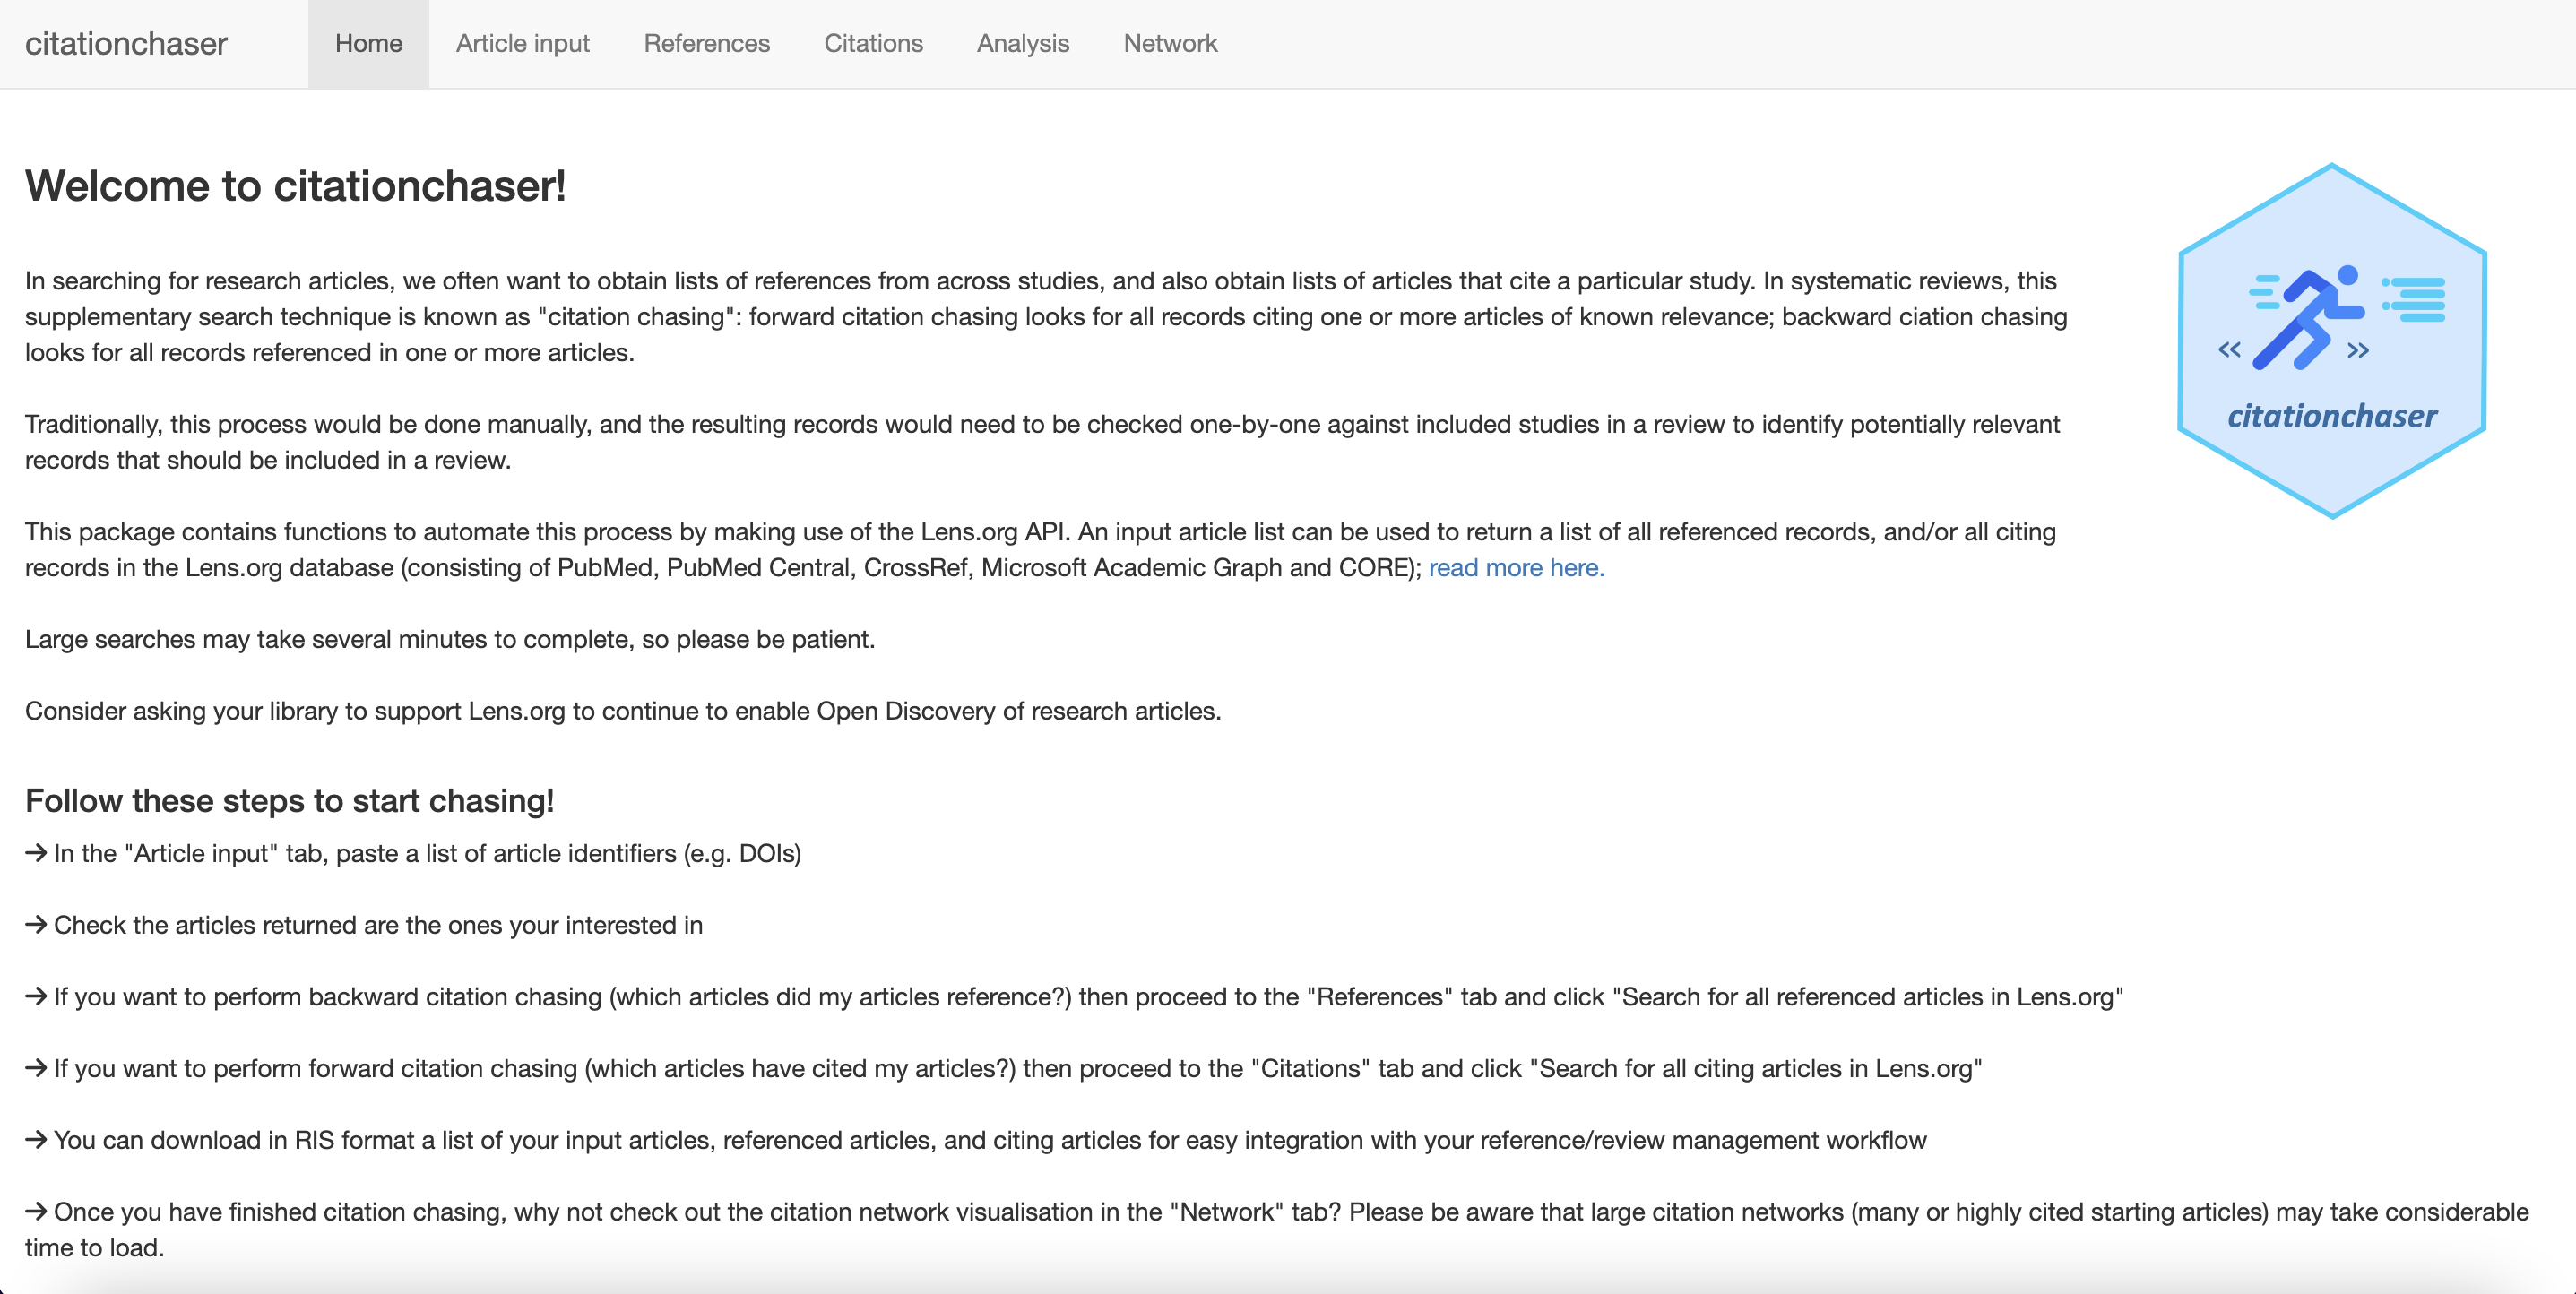 citationchaser Home Article input References Citations Analysis Network
Welcome to citationchaser!
In searching for research articles, we often want to obtain lists of references from across studies, and also obtain lists of articles that cite a particular study. In systematic reviews, this
supplementary search technique is known as "citation chasing": forward citation chasing looks for all records citing one or more articles of known relevance; backward ciation chasing
looks for all records referenced in one or more articles.
Traditionally, this process would be done manually, and the resulting records would need to be checked one-by-one against included studies in a review to identify potentially relevant
records that should be included in a review.
This package contains functions to automate this process by making use of the Lens.org API. An input article list can be used to return a list of all referenced records, and/or all citing
records in the Lens.org database (consisting of PubMed, PubMed Central, CrossRef, Microsoft Academic Graph and CORE); read more here.
Large searches may take several minutes to complete, so please be patient.
Consider asking your library to support Lens.org to continue to enable Open Discovery of research articles.
« »
citationchaser
Follow these steps to start chasing!
→ In the "Article input" tab, paste a list of article identifiers (e.g. DOIs)
→ Check the articles returned are the ones your interested in
→ If you want to perform backward citation chasing (which articles did my articles reference?) then proceed to the "References" tab and click "Search for all referenced articles in Lens.org"
→ If you want to perform forward citation chasing (which articles have cited my articles?) then proceed to the "Citations" tab and click "Search for all citing articles in Lens.org"
→ You can download in RIS format a list of your input articles, referenced articles, and citing articles for easy integration with your reference/review management workflow
→ Once you have finished citation chasing, why not check out the citation network visualisation in the "Network" tab? Please be aware that large citation networks (many or highly cited starting articles) may take considerable
time to load.